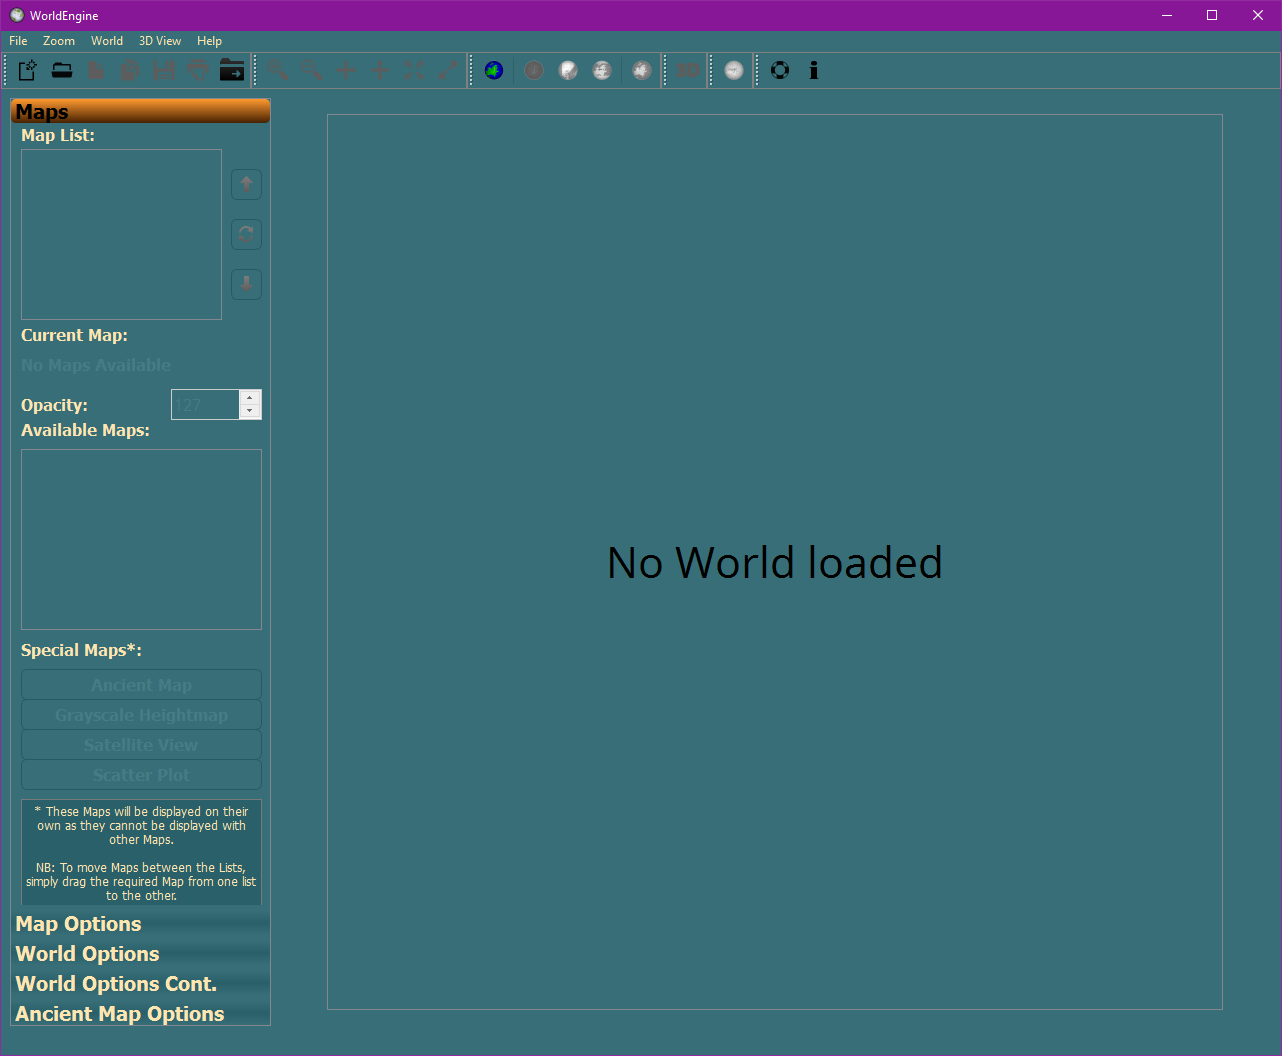 WorldEngine
File Zoom World 3D View Help
3D
Maps
Map List:
Current Map:
No Maps Available
Opacity: 127
Available Maps:
Special Maps*:
Ancient Map
Grayscale Heightmap
Satellite View
Scatter Plot
* These Maps will be displayed on their
own as they cannot be displayed with
other Maps.
NB: To move Maps between the Lists,
simply drag the required Map from one list
to the other.
Map Options
World Options
World Options Cont.
Ancient Map Options
No World loaded